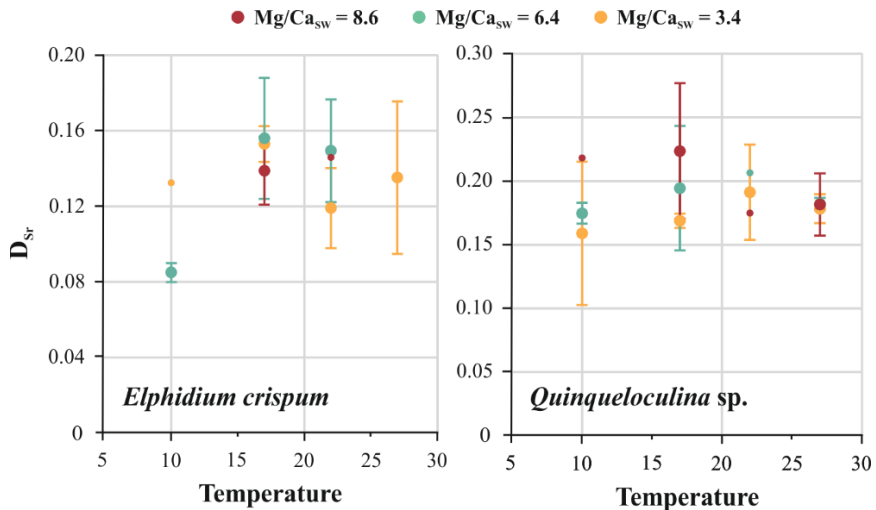 Mg/Ca_SW = 8.6 Mg/Ca_SW = 6.4 Mg/Ca_SW = 3.4
0.20
0.16
0.12
0.08
0.04
0
D_Sr
Elphidium crispum
5 10 15 20 25 30
Temperature
0.30
0.25
0.20
0.15
0.10
0.05
0
Quinqueloculina sp.
5 10 15 20 25 30
Temperature